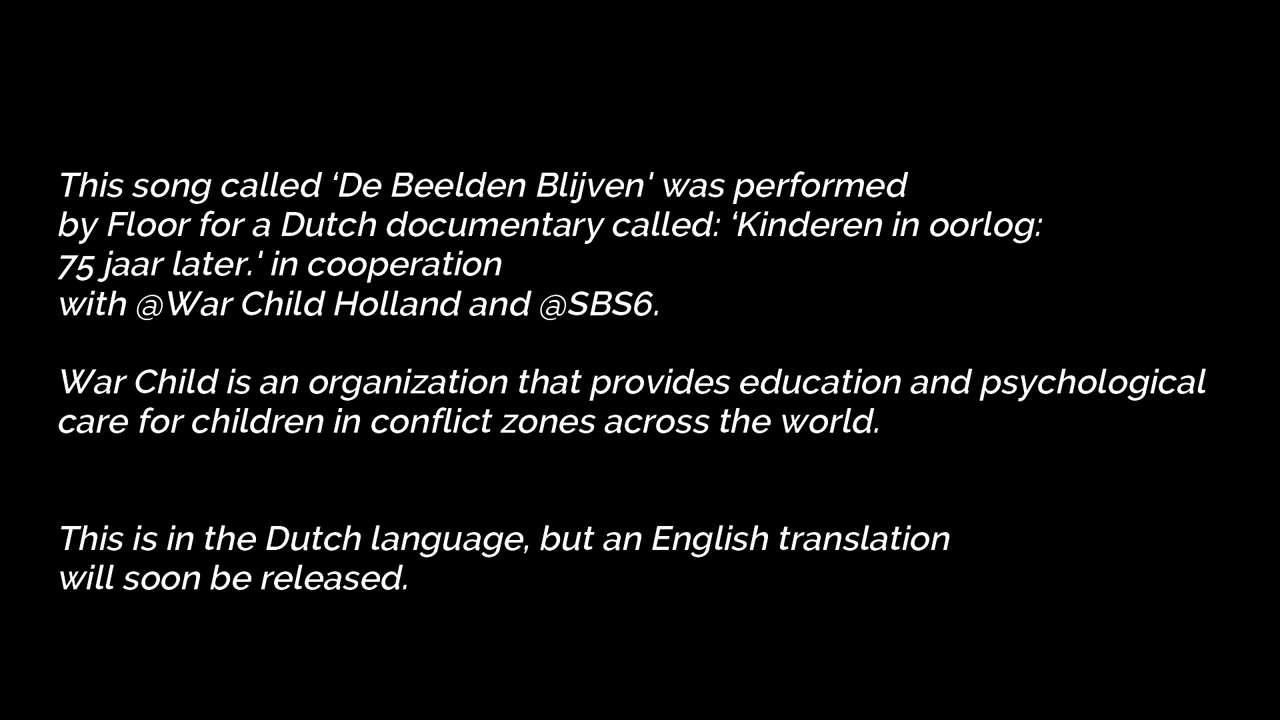 This song called ‘De Beelden Blijven' was performed
by Floor for a Dutch documentary called: ‘Kinderen in oorlog:
75 jaar later.' in cooperation
with @War Child Holland and @SBS6.
War Child is an organization that provides education and psychological
care for children in conflict zones across the world.
This is in the Dutch language, but an English translation
will soon be released.